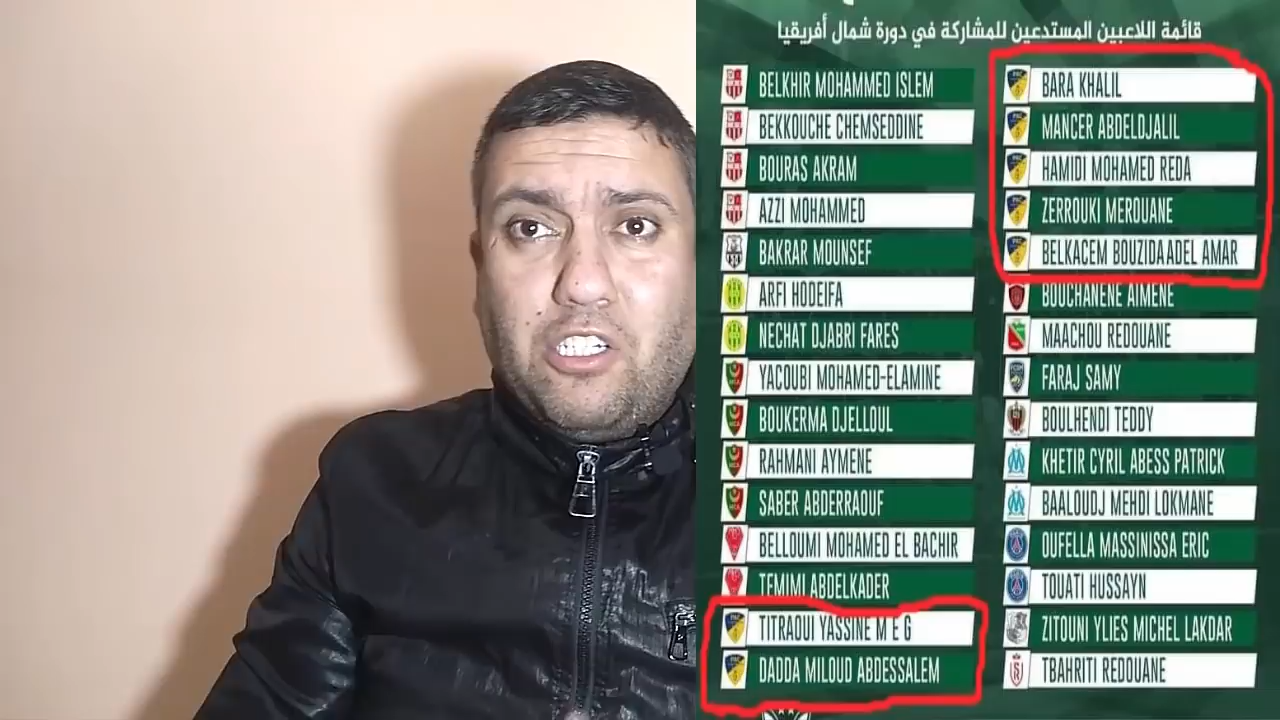 قائمة اللاعبين المستدعين للمشاركة في دورة شمال أفريقيا
BELKHIR MOHAMMED ISLEM
BEKKOUCHE CHEMSEDDINE
BOURAS AKRAM
AZZI MOHAMMED
BAKRAR MOUNSEF
ARFI HODEIFA
NECHAT DJABRI FARES
YACOUBI MOHAMED-ELAMINE
BOUKERMA DJELLOUL
RAHMANI AYMENE
SABER ABDERRAOUF
BELLOUMI MOHAMED EL BACHIR
TEMIMI ABDELKADER
TITRAOUI YASSINE M E G
DADDA MILOUD ABDESSALEM
BARA KHALIL
MANCER ABDELDJALIL
HAMIDI MOHAMED REDA
ZERROUKI MEROUANE
BELKACEM BOUZIDAADEL AMAR
BOUCHANENE AIMENE
MAACHOU REDOUANE
FARAJ SAMY
BOULHENDI TEDDY
KHETIR CYRIL ABESS PATRICK
BAALOUDJ MEHDI LOKMANE
OUFELLA MASSINISSA ERIC
TOUATI HUSSAYN
ZITOUNI YLIES MICHEL LAKDAR
TBAHRITI REDOUANE